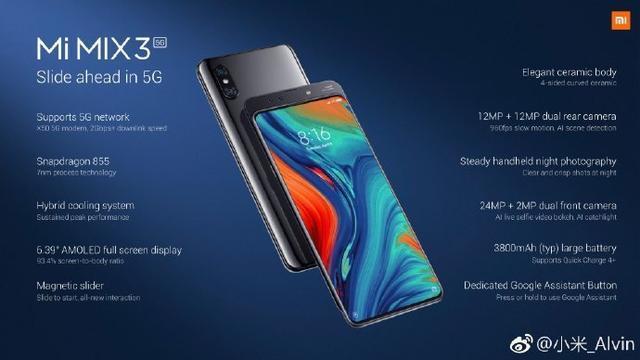 mi
Mi MIX 3 5G
Slide ahead in 5G
Supports 5G network
X50 5G modem, 2Gbps+ downlink speed
Snapdragon 855
7nm process technology
Hybrid cooling system
Sustained peak performance
6.39" AMOLED full screen display
93.4% screen-to-body ratio
Magnetic slider
Slide to start, all-new interaction
8:16
Elegant ceramic body
4-sided curved ceramic
12MP + 12MP dual rear camera
960fps slow motion, AI scene detection
Steady handheld night photography
Clear and crisp shots at night
24MP + 2MP dual front camera
AI live selfie video bokeh, AI catchlight
3800mAh (typ) large battery
Supports Quick Charge 4+
Dedicated Google Assistant Button
Press or hold to use Google Assistant
@小米_Alvin